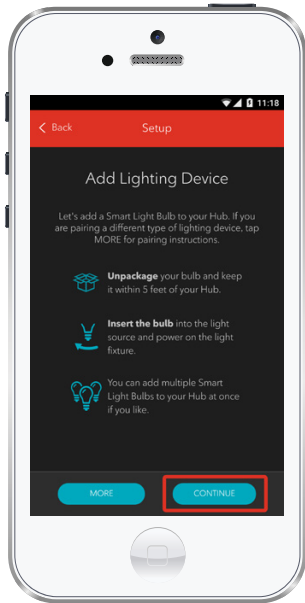 11:18
Back Setup
Add Lighting Device
Let's add a Smart Light Bulb to your Hub. If you
are pairing a different type of lighting device, tap
MORE for pairing instructions.
Unpackage your bulb and keep
it within 5 feet of your Hub.
Insert the bulb into the light
source and power on the light
fixture.
You can add multiple Smart
Light Bulbs to your Hub at once
if you like.
MORE CONTINUE